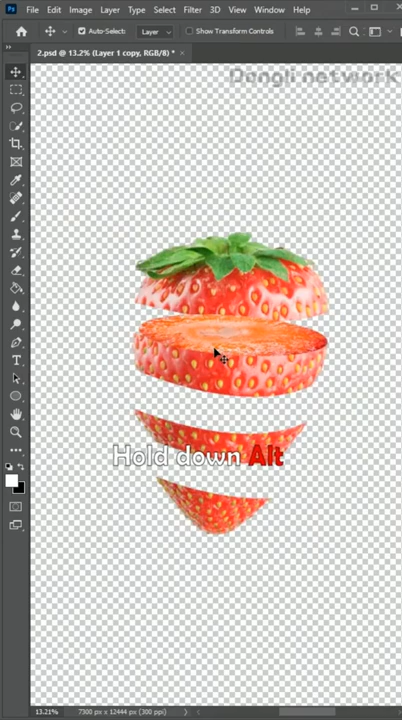 Ps File Edit Image Layer Type Select Filter 3D View Window Help
Auto-Select: Layer Show Transform Controls
2.psd @ 13.2% (Layer 1 copy, RGB/8) *
Dongli network
Hold down Alt
13.21% 7300 px x 12444 px (300 ppi)